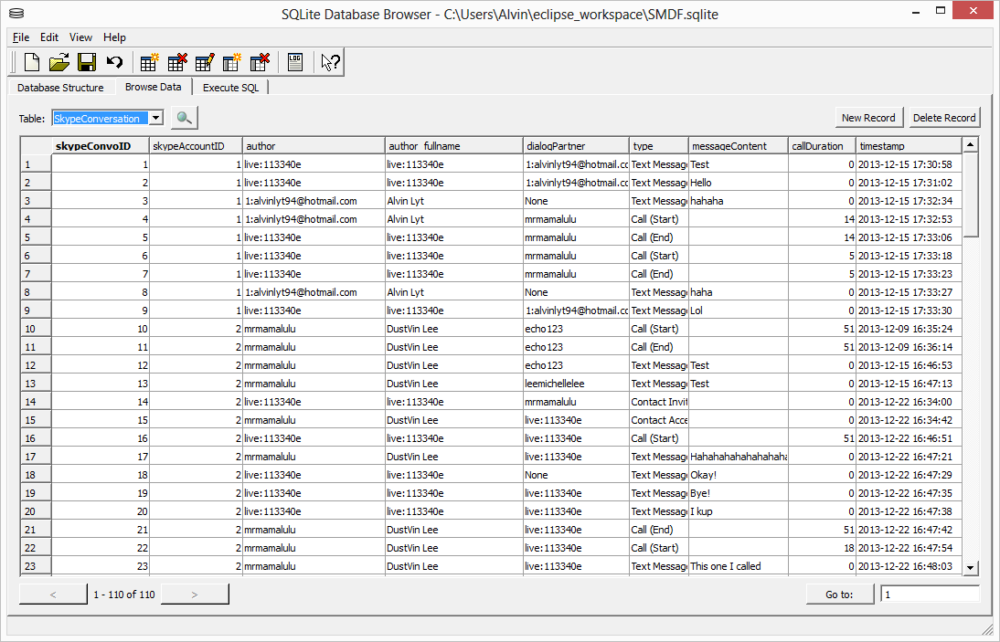 SQLite Database Browser - C:\Users\Alvin\eclipse_workspace\SMDF.sqlite
File Edit View Help
LOG
Database Structure Browse Data Execute SQL
Table: SkypeConversation New Record Delete Record
skypeConvoID skypeAccountID author author_fullname dialogPartner type messageContent callDuration timestamp
1 1 1 live:113340e live:113340e 1:alvinlyt94@hotmail.cc Text Messag Test 0 2013-12-15 17:30:58
2 2 1 live:113340e live:113340e 1:alvinlyt94@hotmail.cc Text Messag Hello 0 2013-12-15 17:31:02
3 3 1 1:alvinlyt94@hotmail.com Alvin Lyt None Text Messag hahaha 0 2013-12-15 17:32:34
4 4 1 1:alvinlyt94@hotmail.com Alvin Lyt mrmamalulu Call (Start) 14 2013-12-15 17:32:53
5 5 1 live:113340e live:113340e mrmamalulu Call (End) 14 2013-12-15 17:33:06
6 6 1 live:113340e live:113340e mrmamalulu Call (Start) 5 2013-12-15 17:33:18
7 7 1 live:113340e live:113340e mrmamalulu Call (End) 5 2013-12-15 17:33:23
8 8 1 1:alvinlyt94@hotmail.com Alvin Lyt None Text Messag haha 0 2013-12-15 17:33:27
9 9 1 live:113340e live:113340e 1:alvinlyt94@hotmail.cc Text Messag Lol 0 2013-12-15 17:33:30
10 10 2 mrmamalulu DustVin Lee echo123 Call (Start) 51 2013-12-09 16:35:24
11 11 2 mrmamalulu DustVin Lee echo123 Call (End) 51 2013-12-09 16:36:14
12 12 2 mrmamalulu DustVin Lee echo123 Text Messag Test 0 2013-12-15 16:46:53
13 13 2 mrmamalulu DustVin Lee leemichellelee Text Messag Test 0 2013-12-15 16:47:13
14 14 2 live:113340e live:113340e mrmamalulu Contact Invit 0 2013-12-22 16:34:00
15 15 2 mrmamalulu DustVin Lee live:113340e Contact Acce 0 2013-12-22 16:34:42
16 16 2 live:113340e DustVin Lee live:113340e Call (Start) 51 2013-12-22 16:46:51
17 17 2 mrmamalulu DustVin Lee live:113340e Text Messag Hahahahahahahahaha 0 2013-12-22 16:47:21
18 18 2 live:113340e live:113340e None Text Messag Okay! 0 2013-12-22 16:47:29
19 19 2 live:113340e live:113340e live:113340e Text Messag Bye! 0 2013-12-22 16:47:35
20 20 2 live:113340e live:113340e live:113340e Text Messag I kup 0 2013-12-22 16:47:38
21 21 2 mrmamalulu DustVin Lee live:113340e Call (End) 51 2013-12-22 16:47:42
22 22 2 mrmamalulu DustVin Lee live:113340e Call (Start) 18 2013-12-22 16:47:54
23 23 2 mrmamalulu DustVin Lee live:113340e Text Messag This one I called 0 2013-12-22 16:48:03
< 1 - 110 of 110 > Go to: 1